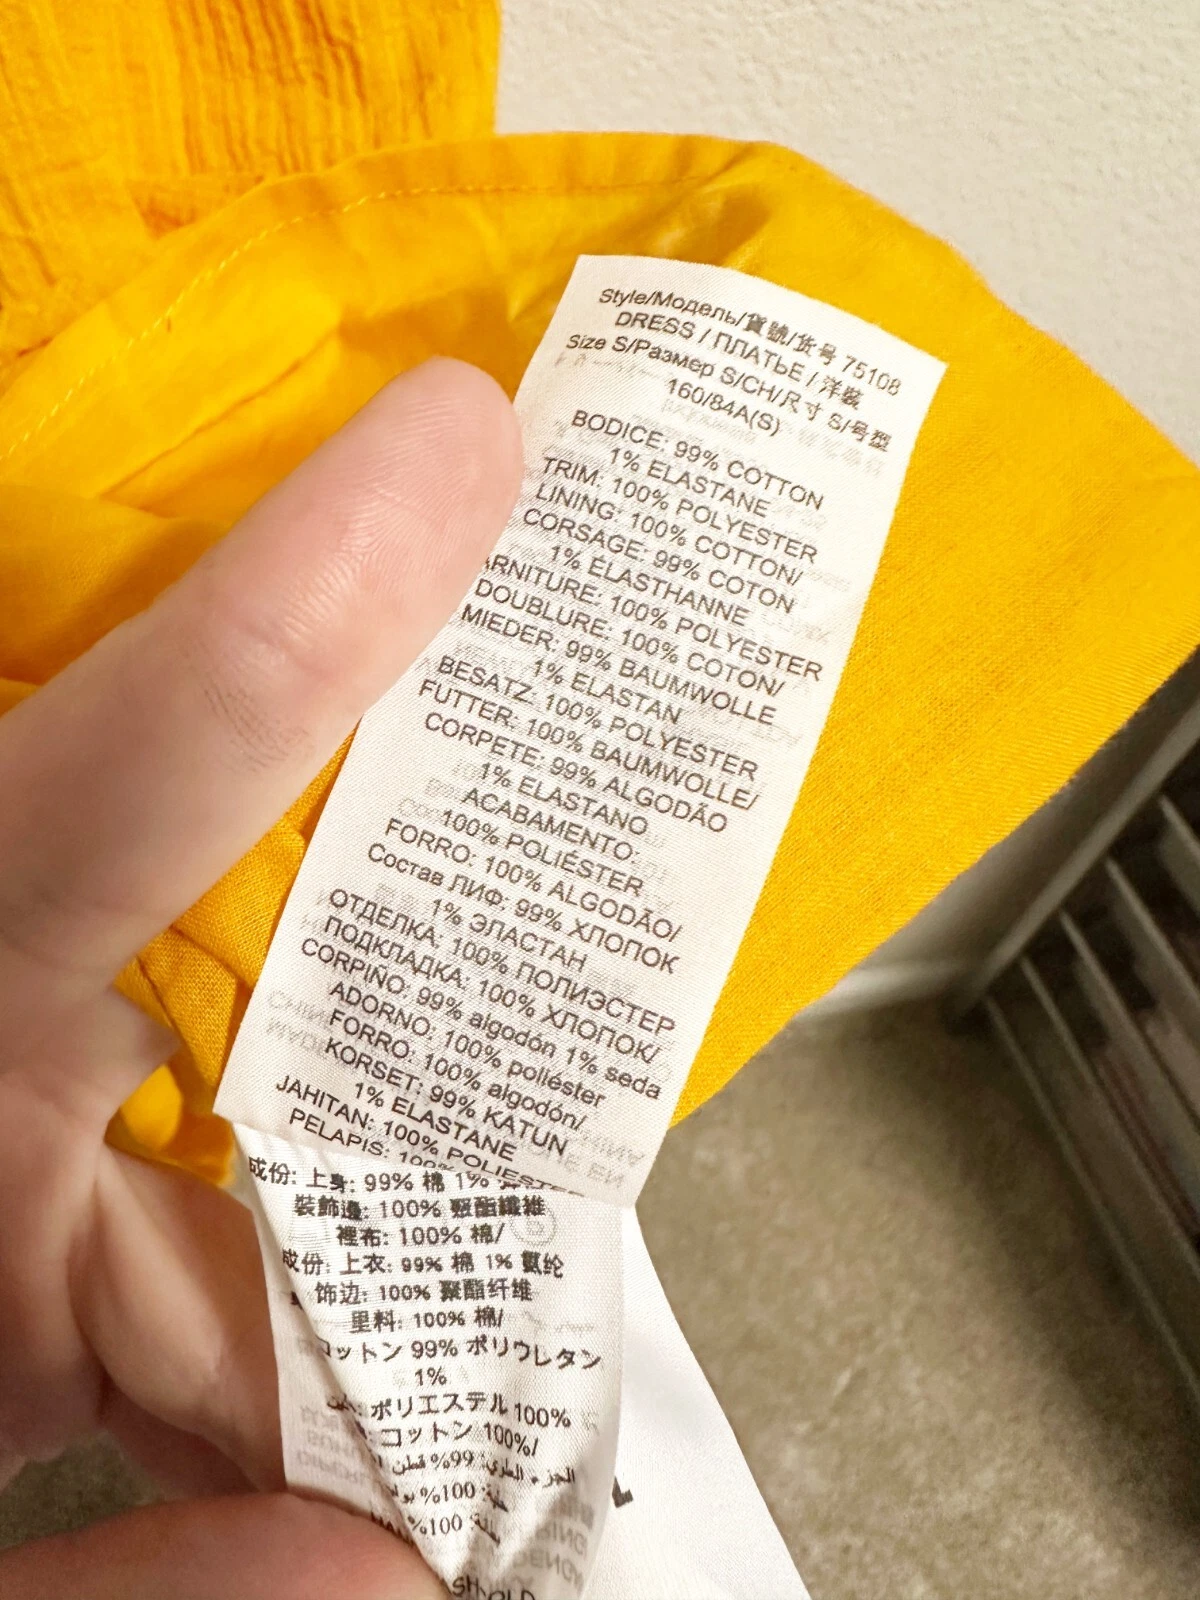 Style/Модель/貨號/货号 75108
DRESS / ПЛАТЬЕ / 洋裝
Size S/Размер S/CH/尺寸 S/号型
160/84A(S)
BODICE: 99% COTTON
1% ELASTANE
TRIM: 100% POLYESTER
LINING: 100% COTTON/
CORSAGE: 99% COTON
1% ÉLASTHANNE
ARNITURE: 100% POLYESTER
DOUBLURE: 100% COTON/
MIEDER: 99% BAUMWOLLE
1% ELASTAN
BESATZ: 100% POLYESTER
FUTTER: 100% BAUMWOLLE/
CORPETE: 99% ALGODÃO
1% ELASTANO
ACABAMENTO:
100% POLIÉSTER
FORRO: 100% ALGODÃO/
Состав ЛИФ: 99% ХЛОПОК
1% ЭЛАСТАН
ОТДЕЛКА: 100% ПОЛИЭСТЕР
ПОДКЛАДКА: 100% ХЛОПОК/
CORPIÑO: 99% algodón 1% seda
ADORNO: 100% poliéster
FORRO: 100% algodón/
KORSET: 99% KATUN
1% ELASTANE
JAHITAN: 100% POLIESTER
PELAPIS: 100%
成份: 上身: 99% 棉 1%
裝飾邊: 100% 聚酯纖維
裡布: 100% 棉/
成份: 上衣: 99% 棉 1% 氨纶
饰边: 100% 聚酯纤维
里料: 100% 棉/
コットン 99% ポリウレタン
1%
ポリエステル 100%
コットン 100%/
99% قطن
100%
100%